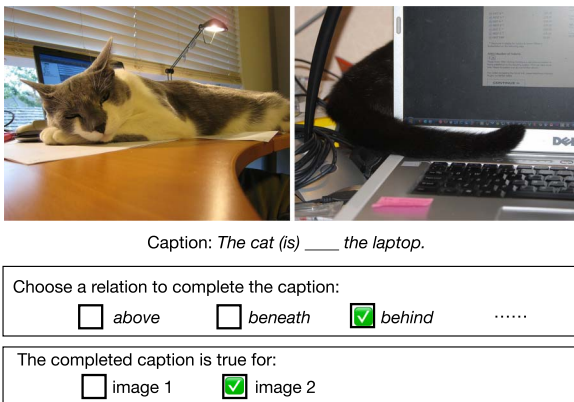 DELL
Caption: The cat (is) ____ the laptop.
Choose a relation to complete the caption:
above beneath behind ......
The completed caption is true for:
image 1 image 2